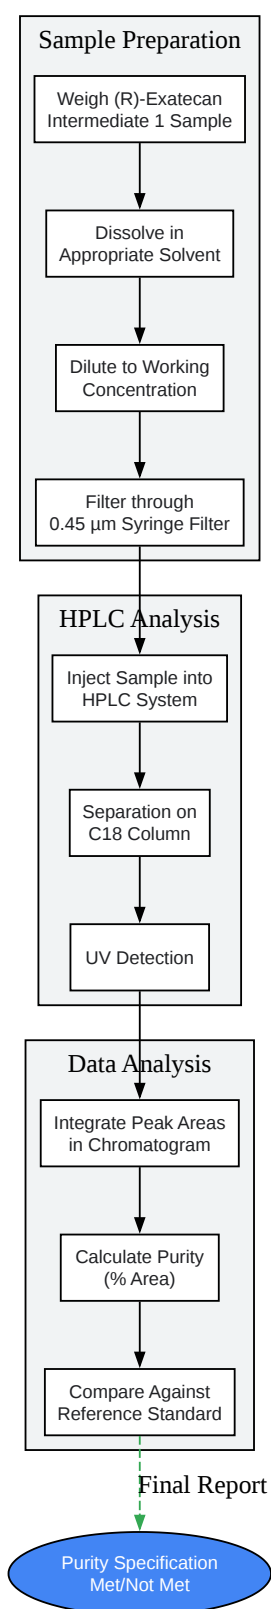 Sample Preparation
Weigh (R)-Exatecan
Intermediate 1 Sample
Dissolve in
Appropriate Solvent
Dilute to Working
Concentration
Filter through
0.45 µm Syringe Filter
HPLC Analysis
Inject Sample into
HPLC System
Separation on
C18 Column
UV Detection
Data Analysis
Integrate Peak Areas
in Chromatogram
Calculate Purity
(% Area)
Compare Against
Reference Standard
Final Report
Purity Specification
Met/Not Met